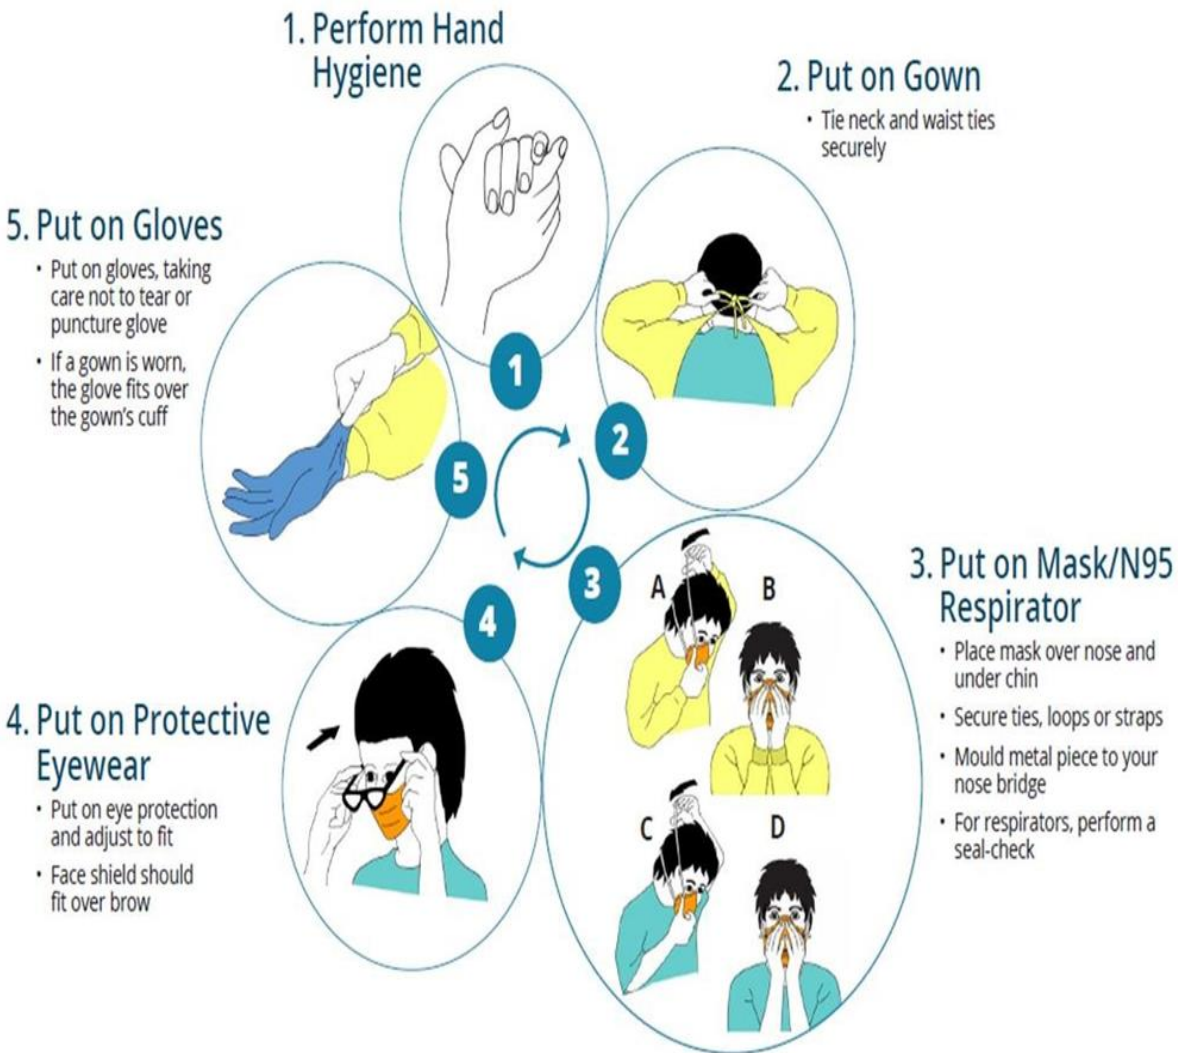 1. Perform Hand
Hygiene
1
2. Put on Gown
• Tie neck and waist ties
securely
2
3. Put on Mask/N95
Respirator
• Place mask over nose and
under chin
• Secure ties, loops or straps
• Mould metal piece to your
nose bridge
• For respirators, perform a
seal-check
3
A
B
C
D
4. Put on Protective
Eyewear
• Put on eye protection
and adjust to fit
• Face shield should
fit over brow
4
5. Put on Gloves
• Put on gloves, taking
care not to tear or
puncture glove
• If a gown is worn,
the glove fits over
the gown's cuff
5